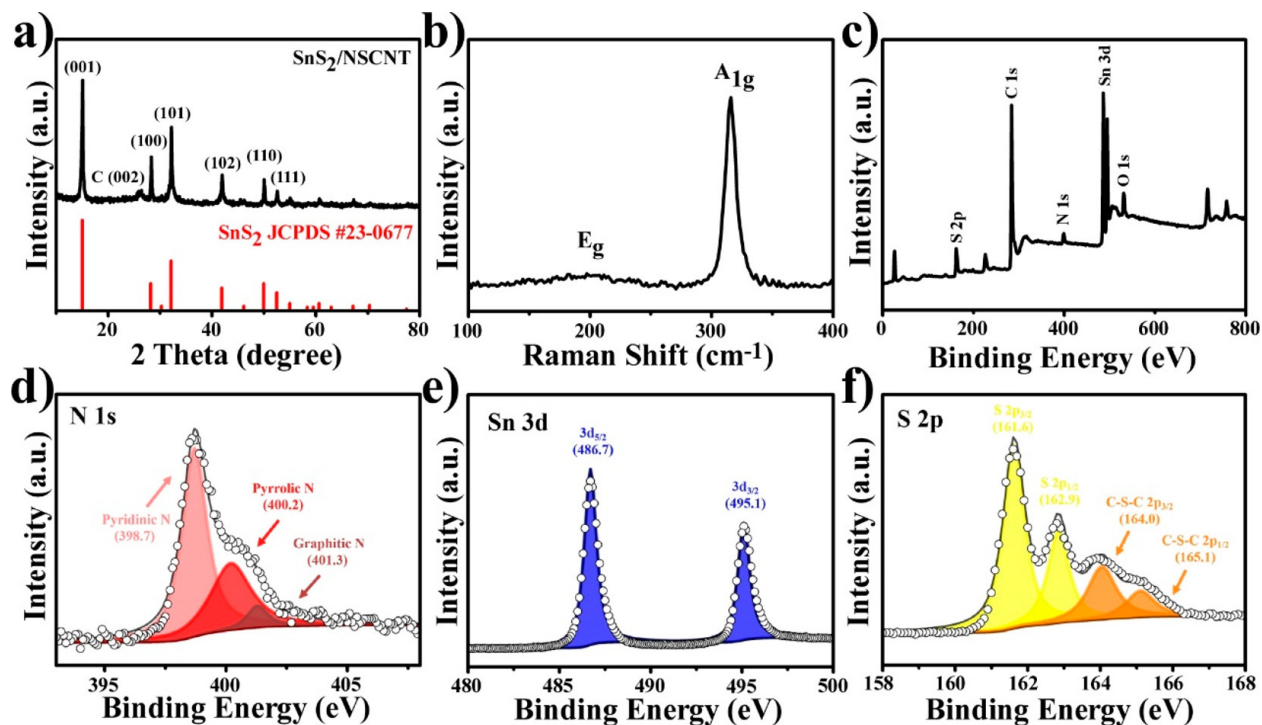 a)
SnS2/NSCNT
(001)
C (002)
(100)
(101)
(102)
(110)
(111)
SnS2 JCPDS #23-0677
Intensity (a.u.)
20
40
60
80
2 Theta (degree)
b)
Eg
A1g
Intensity (a.u.)
100
200
300
400
Raman Shift (cm-1)
c)
S 2p
C 1s
N 1s
Sn 3d
O 1s
Intensity (a.u.)
0
200
400
600
800
Binding Energy (eV)
d)
N 1s
Pyridinic N
(398.7)
Pyrrolic N
(400.2)
Graphitic N
(401.3)
Intensity (a.u.)
395
400
405
Binding Energy (eV)
e)
Sn 3d
3d5/2
(486.7)
3d3/2
(495.1)
Intensity (a.u.)
480
485
490
495
500
Binding Energy (eV)
f)
S 2p
S 2p3/2
(161.6)
S 2p1/2
(162.9)
C-S-C 2p3/2
(164.0)
C-S-C 2p1/2
(165.1)
Intensity (a.u.)
158
160
162
164
166
168
Binding Energy (eV)